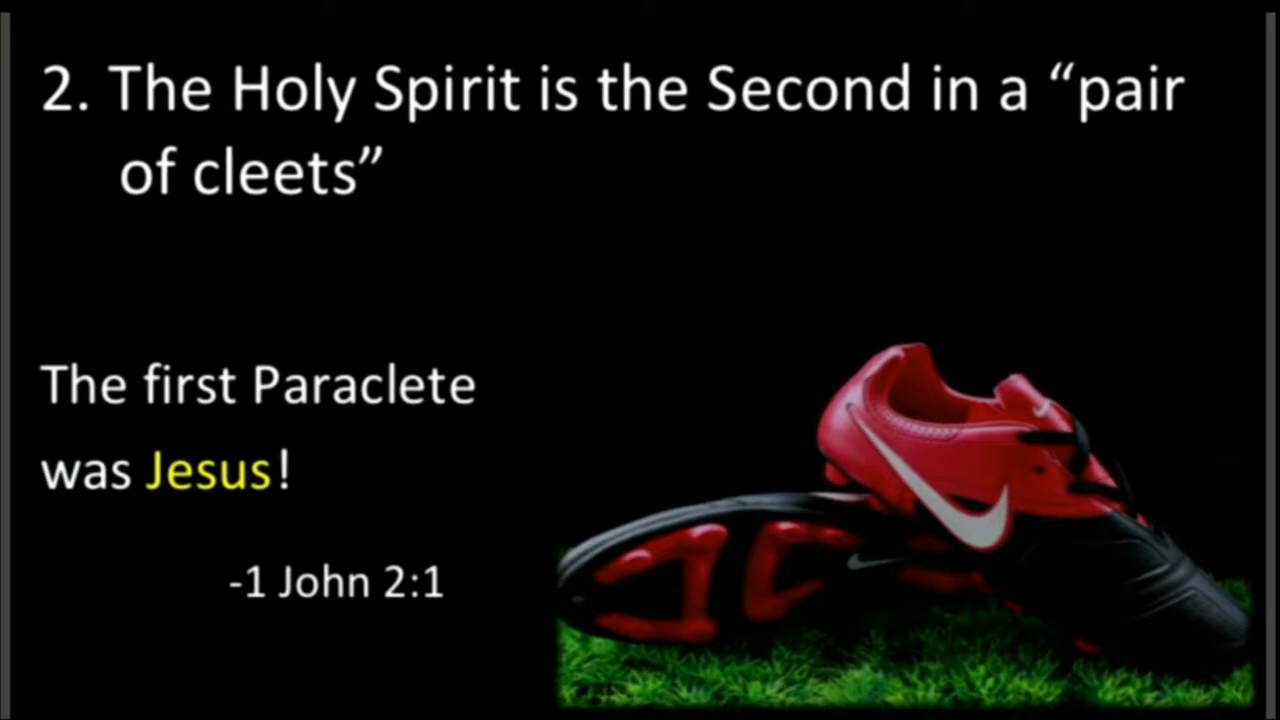 2. The Holy Spirit is the Second in a “pair
of cleets”
The first Paraclete
was Jesus!
-1 John 2:1